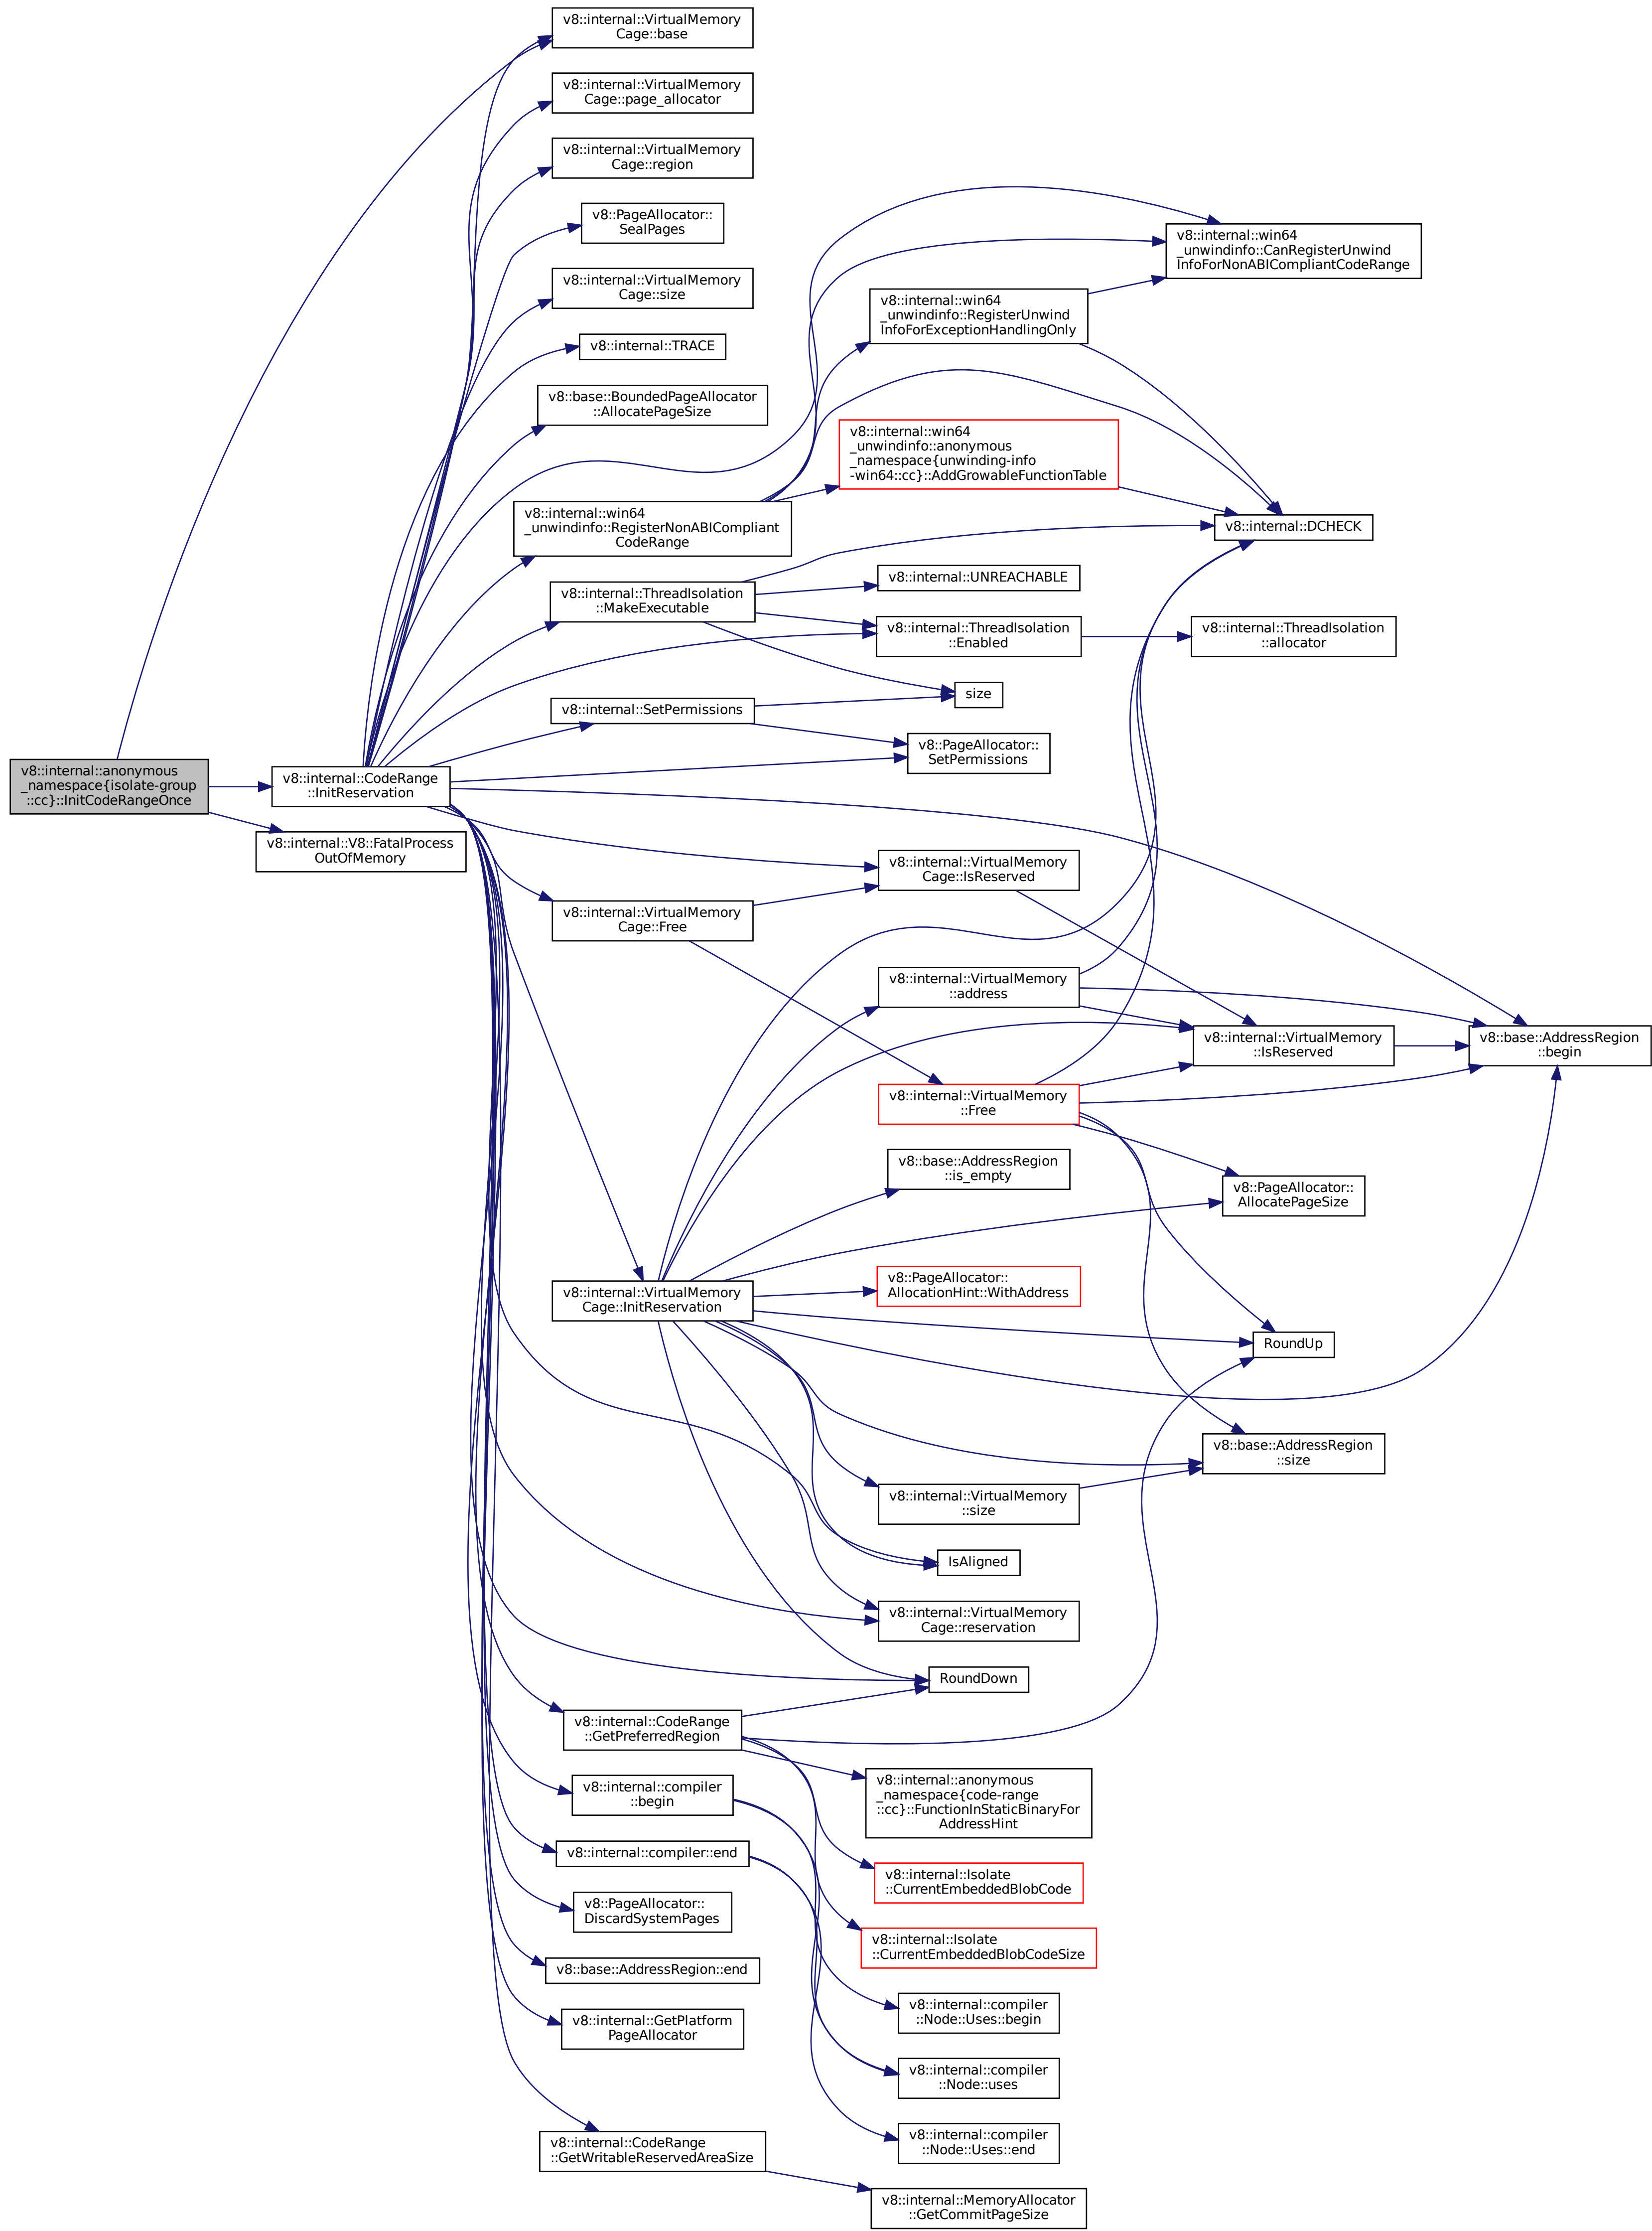 v8::internal::VirtualMemory
Cage::base
v8::internal::VirtualMemory
Cage::page_allocator
v8::internal::VirtualMemory
Cage::region
v8::PageAllocator::
SealPages
v8::internal::win64
_unwindinfo::CanRegisterUnwind
InfoForNonABICompliantCodeRange
v8::internal::VirtualMemory
Cage::size
v8::internal::win64
_unwindinfo::RegisterUnwind
InfoForExceptionHandlingOnly
v8::internal::TRACE
v8::base::BoundedPageAllocator
::AllocatePageSize
v8::internal::win64
_unwindinfo::anonymous
_namespace{unwinding-info
-win64::cc}::AddGrowableFunctionTable
v8::internal::win64
_unwindinfo::RegisterNonABICompliant
CodeRange
v8::internal::DCHECK
v8::internal::UNREACHABLE
v8::internal::ThreadIsolation
::MakeExecutable
v8::internal::ThreadIsolation
::Enabled
v8::internal::ThreadIsolation
::allocator
size
v8::internal::SetPermissions
v8::PageAllocator::
SetPermissions
v8::internal::anonymous
_namespace{isolate-group
::cc}::InitCodeRangeOnce
v8::internal::CodeRange
::InitReservation
v8::internal::V8::FatalProcess
OutOfMemory
v8::internal::VirtualMemory
Cage::IsReserved
v8::internal::VirtualMemory
Cage::Free
v8::internal::VirtualMemory
::address
v8::internal::VirtualMemory
::IsReserved
v8::base::AddressRegion
::begin
v8::internal::VirtualMemory
::Free
v8::base::AddressRegion
::is_empty
v8::PageAllocator::
AllocatePageSize
v8::internal::VirtualMemory
Cage::InitReservation
v8::PageAllocator::
AllocationHint::WithAddress
RoundUp
v8::base::AddressRegion
::size
v8::internal::VirtualMemory
::size
IsAligned
v8::internal::VirtualMemory
Cage::reservation
RoundDown
v8::internal::CodeRange
::GetPreferredRegion
v8::internal::anonymous
_namespace{code-range
::cc}::FunctionInStaticBinaryFor
AddressHint
v8::internal::compiler
::begin
v8::internal::compiler::end
v8::internal::Isolate
::CurrentEmbeddedBlobCode
v8::PageAllocator::
DiscardSystemPages
v8::internal::Isolate
::CurrentEmbeddedBlobCodeSize
v8::base::AddressRegion::end
v8::internal::compiler
::Node::Uses::begin
v8::internal::GetPlatform
PageAllocator
v8::internal::compiler
::Node::uses
v8::internal::compiler
::Node::Uses::end
v8::internal::CodeRange
::GetWritableReservedAreaSize
v8::internal::MemoryAllocator
::GetCommitPageSize